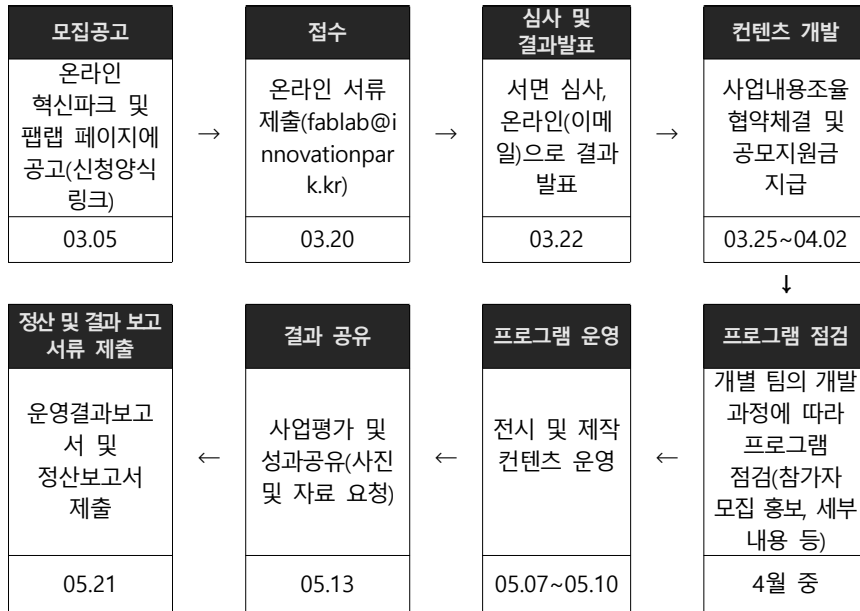 모집공고
온라인
혁신파크 및
팹랩 페이지에
공고(신청양식
링크)
03.05
→
접수
온라인 서류
제출(fablab@i
nnovationpar
k.kr)
03.20
→
심사 및
결과발표
서면 심사,
온라인(이메
일)으로 결과
발표
03.22
→
컨텐츠 개발
사업내용조율
협약체결 및
공모지원금
지급
03.25~04.02
↓
프로그램 점검
개별 팀의 개발
과정에 따라
프로그램
점검(참가자
모집 홍보, 세부
내용 등)
4월 중
←
프로그램 운영
전시 및 제작
컨텐츠 운영
05.07~05.10
←
결과 공유
사업평가 및
성과공유(사진
및 자료 요청)
05.13
←
정산 및 결과 보고
서류 제출
운영결과보고
서 및
정산보고서
제출
05.21